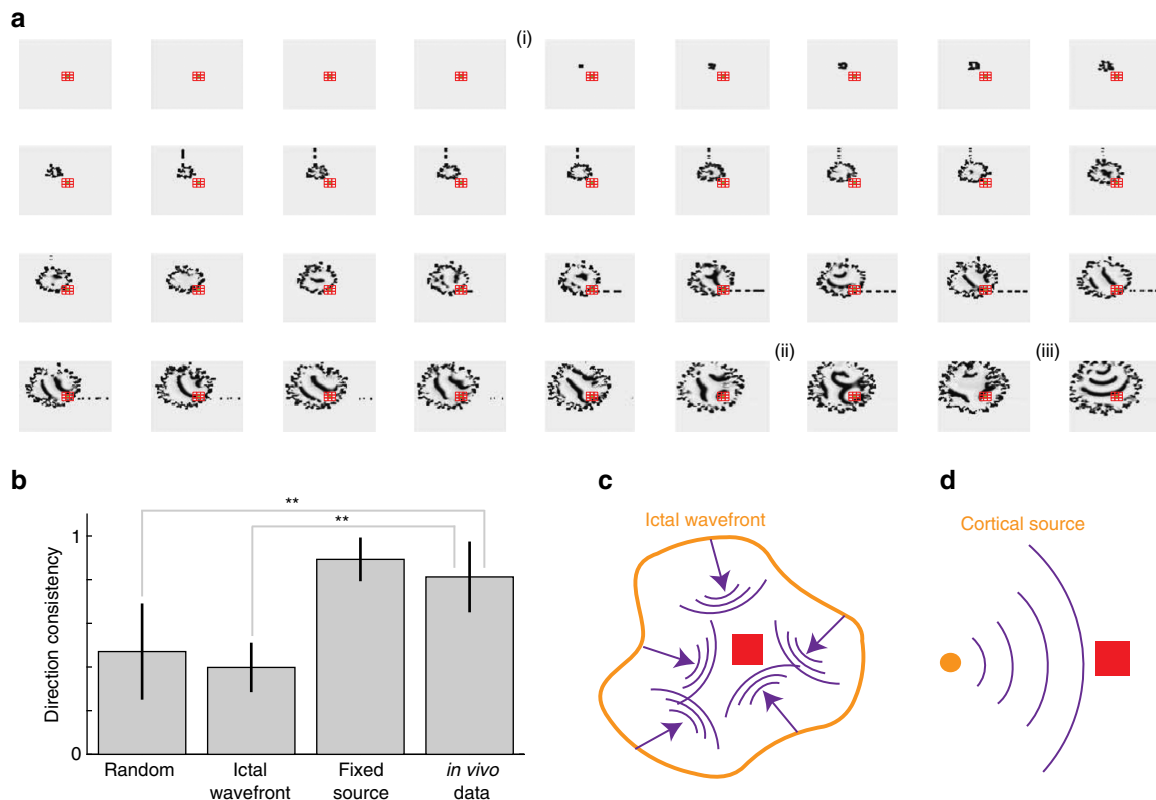 a
(i)
(ii)
(iii)
b
**
**
1
Direction consistency
0
Random
Ictal
wavefront
Fixed
source
in vivo
data
c
Ictal wavefront
d
Cortical source